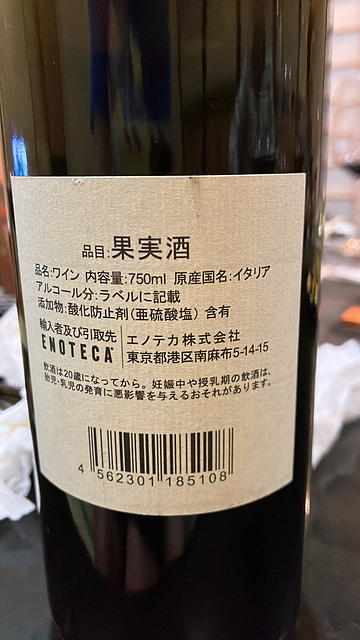 品目:果実酒
品名:ワイン 内容量:750ml 原産国名:イタリア
アルコール分:ラベルに記載
添加物:酸化防止剤(亜硫酸塩) 含有
輸入者及び引取先
ENOTECA
エノテカ株式会社
東京都港区南麻布5-14-15
飲酒は20歳になってから。妊娠中や授乳期の飲酒は、
胎児・乳児の発育に悪影響を与えるおそれがあります。
4 562301 185108